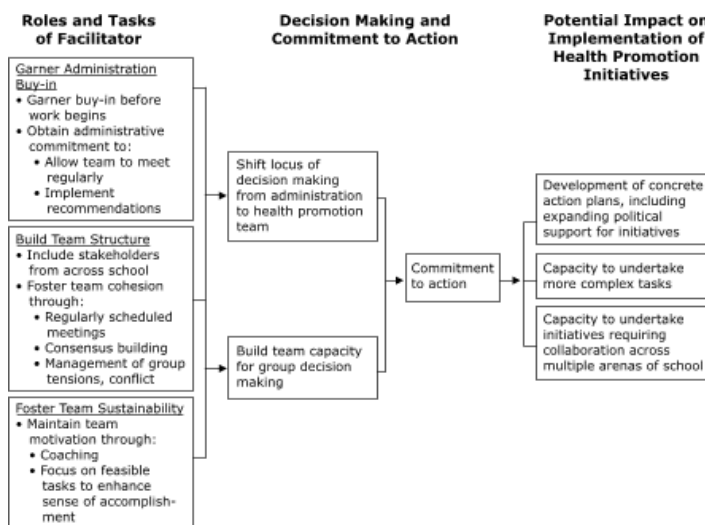 Roles and Tasks
of Facilitator
Decision Making and
Commitment to Action
Potential Impact on
Implementation of
Health Promotion
Initiatives
Garner Administration
Buy-in
• Garner buy-in before
work begins
• Obtain administrative
commitment to:
• Allow team to meet
regularly
• Implement
recommendations
Build Team Structure
• Include stakeholders
from across school
• Foster team cohesion
through:
• Regularly scheduled
meetings
• Consensus building
• Management of group
tensions, conflict
Foster Team Sustainability
• Maintain team
motivation through:
• Coaching
• Focus on feasible
tasks to enhance
sense of accomplish-
ment
Shift locus of
decision making
from administration
to health promotion
team
Build team capacity
for group decision
making
Commitment
to action
Development of concrete
action plans, including
expanding political
support for initiatives
Capacity to undertake
more complex tasks
Capacity to undertake
initiatives requiring
collaboration across
multiple arenas of school